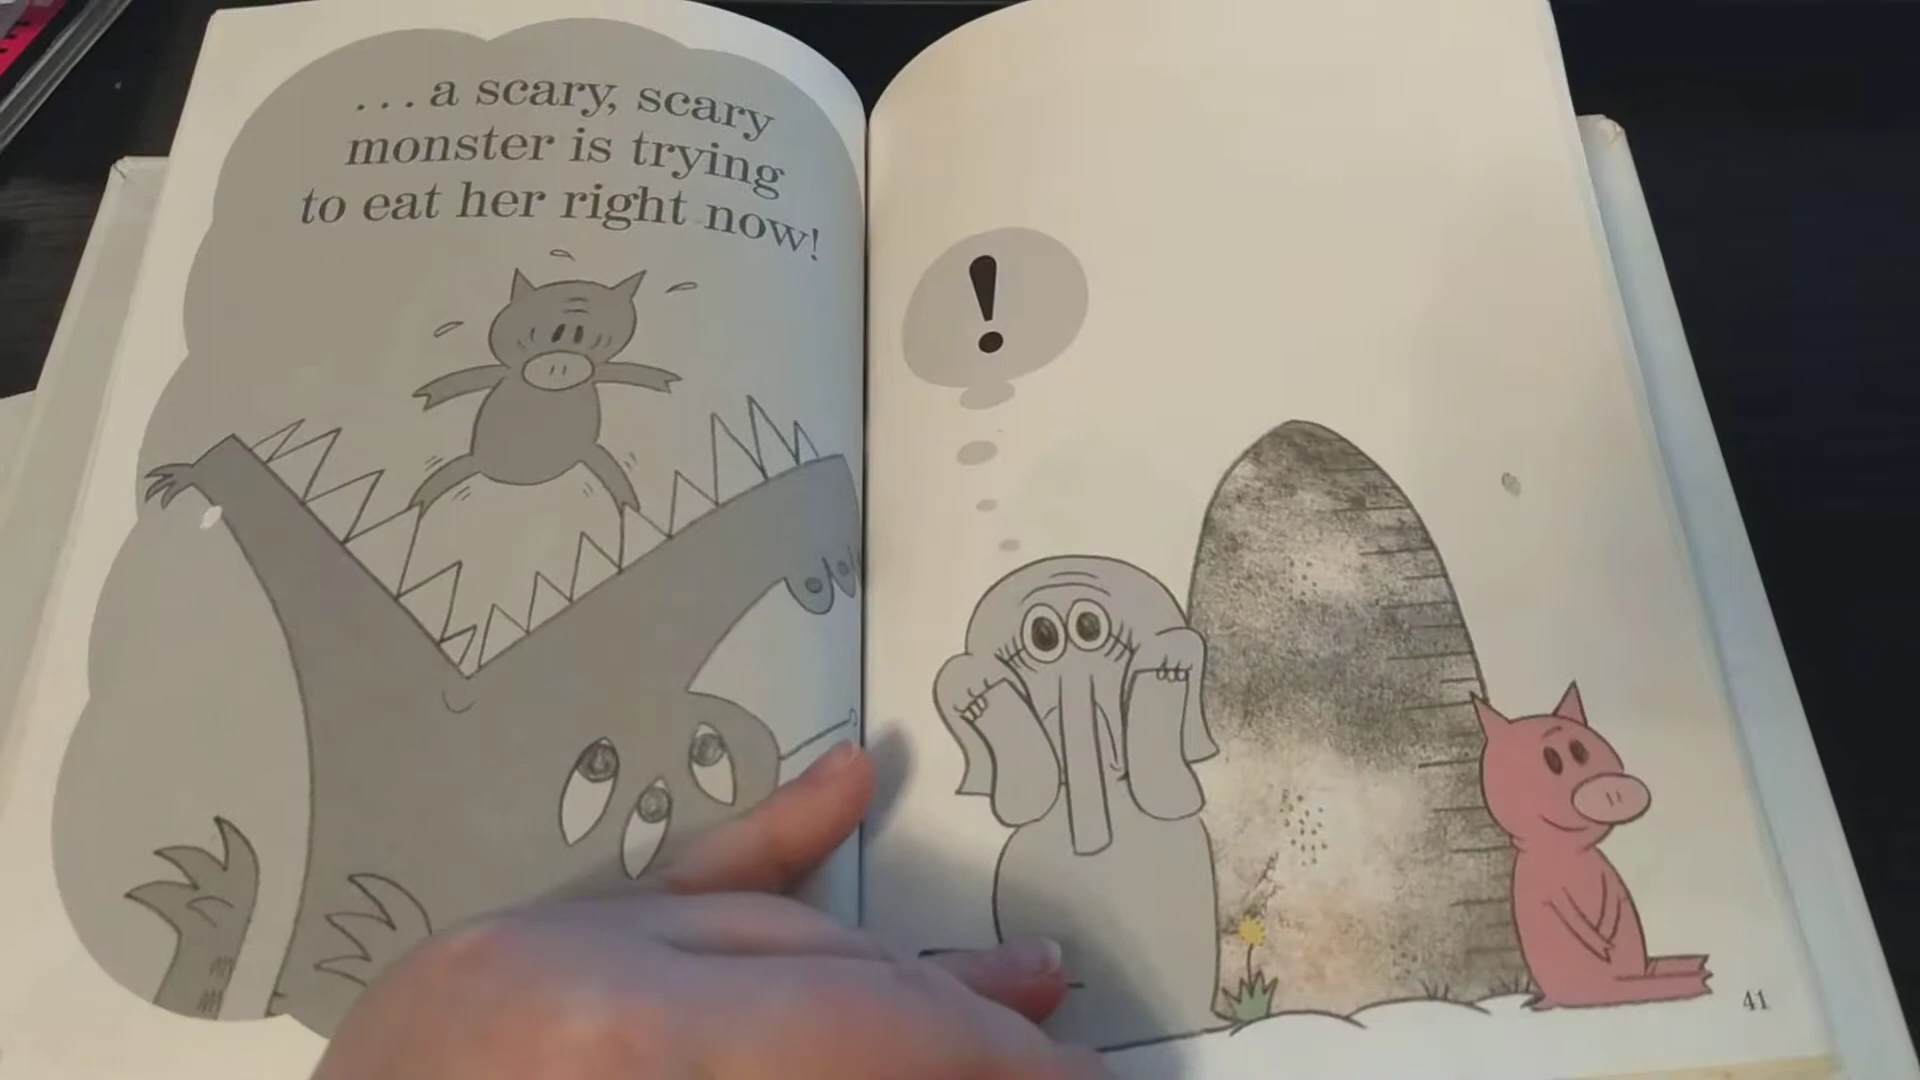 ...a scary, scary
monster is trying
to eat her right now!
!
41